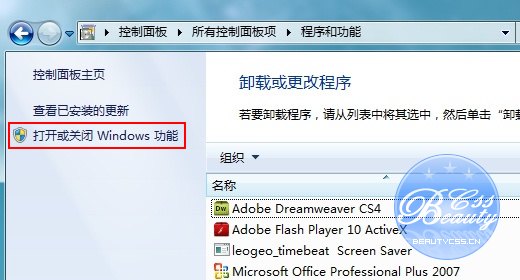 控制面板 ▸ 所有控制面板项 ▸ 程序和功能
控制面板主页
卸载或更改程序
查看已安装的更新
若要卸载程序，请从列表中将其选中，然后单击“卸
打开或关闭 Windows 功能
组织
名称
Dw Adobe Dreamweaver CS4
Adobe Flash Player 10 ActiveX
leogeo_timebeat Screen Saver
Microsoft Office Professional Plus 2007
BCss
Beauty
BEAUTYCSS.CN